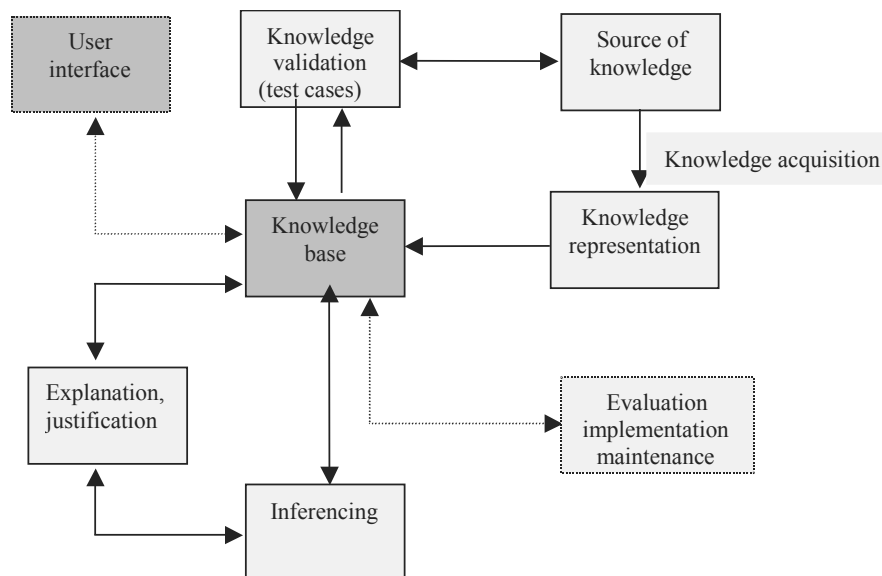 User
interface
Knowledge
validation
(test cases)
Source of
knowledge
Knowledge acquisition
Knowledge
base
Knowledge
representation
Explanation,
justification
Evaluation
implementation
maintenance
Inferencing